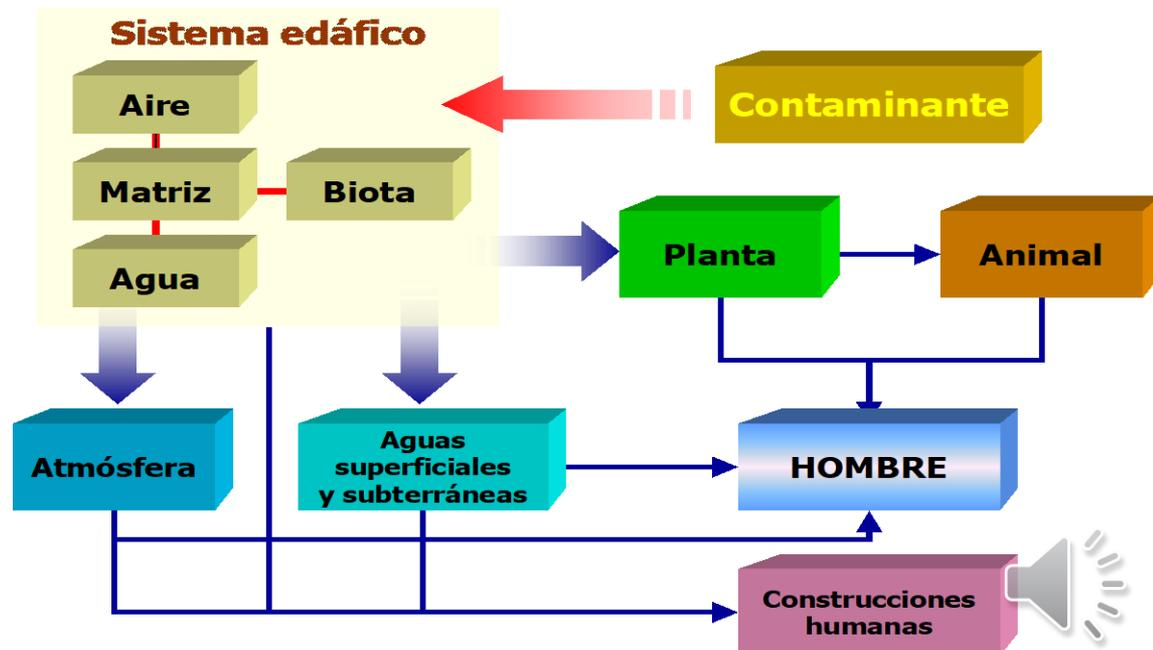 Sistema edáfico
Aire
Contaminante
Matriz
Biota
Agua
Planta
Animal
Atmósfera
Aguas
superficiales
y subterráneas
HOMBRE
Construcciones
humanas